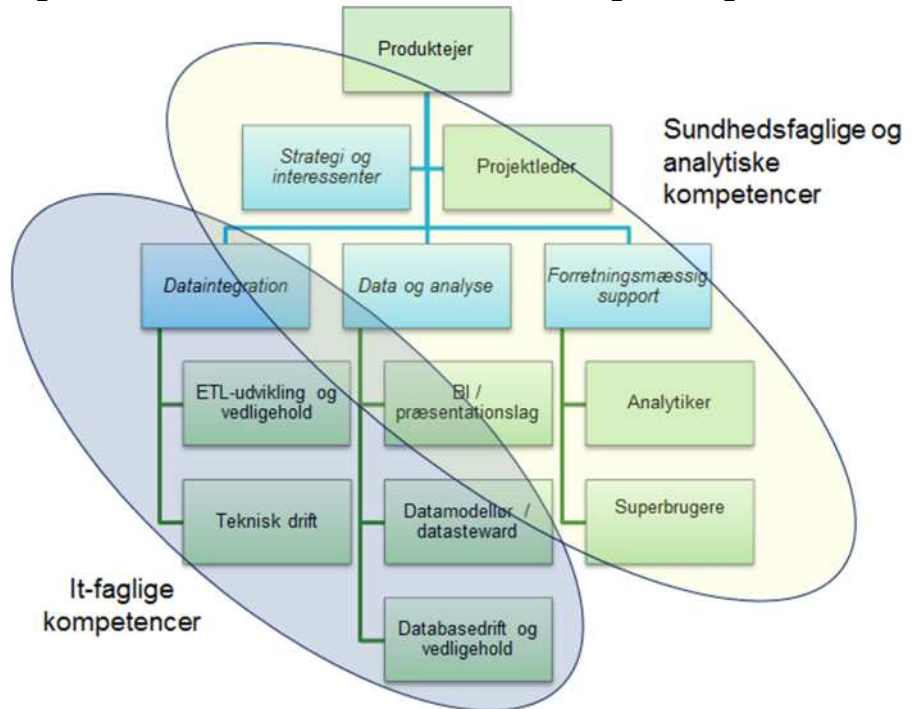 Produktejer
Sundhedsfaglige og
analytiske
kompetencer
Strategi og
interessenter
Projektleder
Dataintegration
Data og analyse
Forretningsmæssig
support
ETL-udvikling og
vedligehold
BI /
præsentationslag
Analytiker
Teknisk drift
Datamodellør /
datasteward
Superbrugere
It-faglige
kompetencer
Databasedrift og
vedligehold